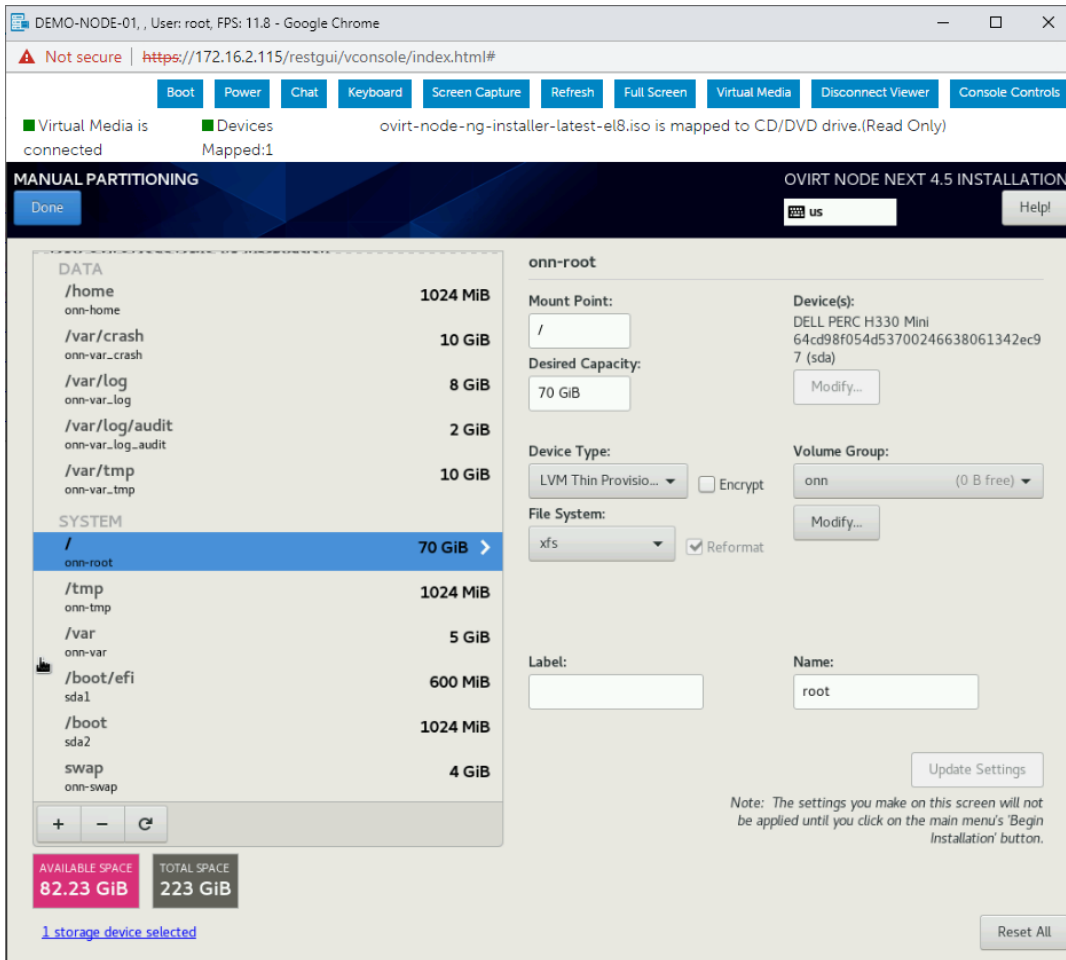 DEMO-NODE-01, , User: root, FPS: 11.8 - Google Chrome
Not secure | https://172.16.2.115/restgui/vconsole/index.html#
Boot Power Chat Keyboard Screen Capture Refresh Full Screen Virtual Media Disconnect Viewer Console Controls
Virtual Media is connected
Devices Mapped:1
ovirt-node-ng-installer-latest-el8.iso is mapped to CD/DVD drive.(Read Only)
MANUAL PARTITIONING
OVIRT NODE NEXT 4.5 INSTALLATION
Done
us
Help!
DATA
/home 1024 MiB
onn-home
/var/crash 10 GiB
onn-var_crash
/var/log 8 GiB
onn-var_log
/var/log/audit 2 GiB
onn-var_log_audit
/var/tmp 10 GiB
onn-var_tmp
SYSTEM
/ 70 GiB
onn-root
/tmp 1024 MiB
onn-tmp
/var 5 GiB
onn-var
/boot/efi 600 MiB
sda1
/boot 1024 MiB
sda2
swap 4 GiB
onn-swap
+ −
AVAILABLE SPACE
82.23 GiB
TOTAL SPACE
223 GiB
1 storage device selected
onn-root
Mount Point:
/
Desired Capacity:
70 GiB
Device(s):
DELL PERC H330 Mini
64cd98f054d53700246638061342ec9
7 (sda)
Modify...
Device Type:
LVM Thin Provisio...
Encrypt
Volume Group:
onn (0 B free)
Modify...
File System:
xfs
Reformat
Label:
Name:
root
Update Settings
Note: The settings you make on this screen will not
be applied until you click on the main menu's 'Begin
Installation' button.
Reset All